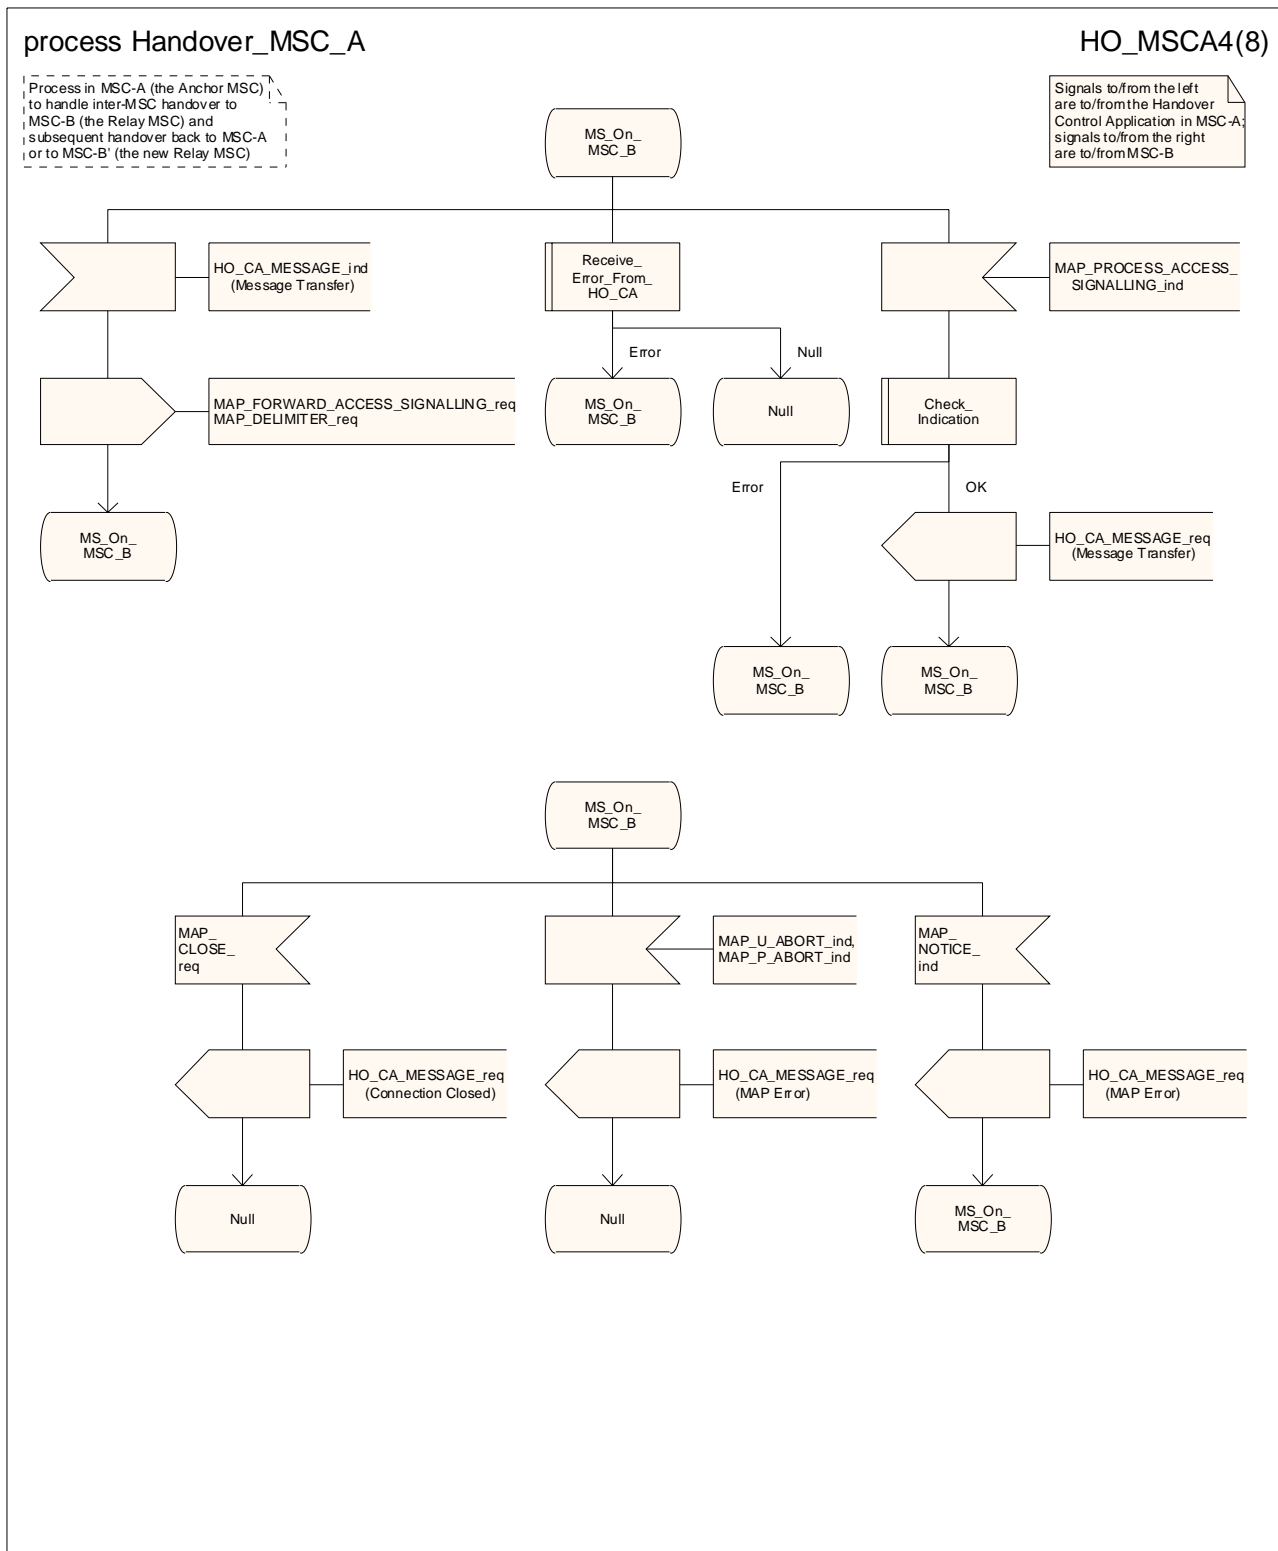 process Handover_MSC_A
HO_MSCA4(8)
Process in MSC-A (the Anchor MSC)
to handle inter-MSC handover to
MSC-B (the Relay MSC) and
subsequent handover back to MSC-A
or to MSC-B' (the new Relay MSC)
Signals to/from the left
are to/from the Handover
Control Application in MSC-A;
signals to/from the right
are to/from MSC-B
MS_On_
MSC_B
HO_CA_MESSAGE_ind
(Message Transfer)
Receive_
Error_From_
HO_CA
MAP_PROCESS_ACCESS_
SIGNALLING_ind
Error
Null
MAP_FORWARD_ACCESS_SIGNALLING_req
MAP_DELIMITER_req
MS_On_
MSC_B
Null
Check_
Indication
Error
OK
MS_On_
MSC_B
HO_CA_MESSAGE_req
(Message Transfer)
MS_On_
MSC_B
MS_On_
MSC_B
MS_On_
MSC_B
MAP_
CLOSE_
req
MAP_U_ABORT_ind,
MAP_P_ABORT_ind
MAP_
NOTICE_
ind
HO_CA_MESSAGE_req
(Connection Closed)
HO_CA_MESSAGE_req
(MAP Error)
HO_CA_MESSAGE_req
(MAP Error)
Null
Null
MS_On_
MSC_B